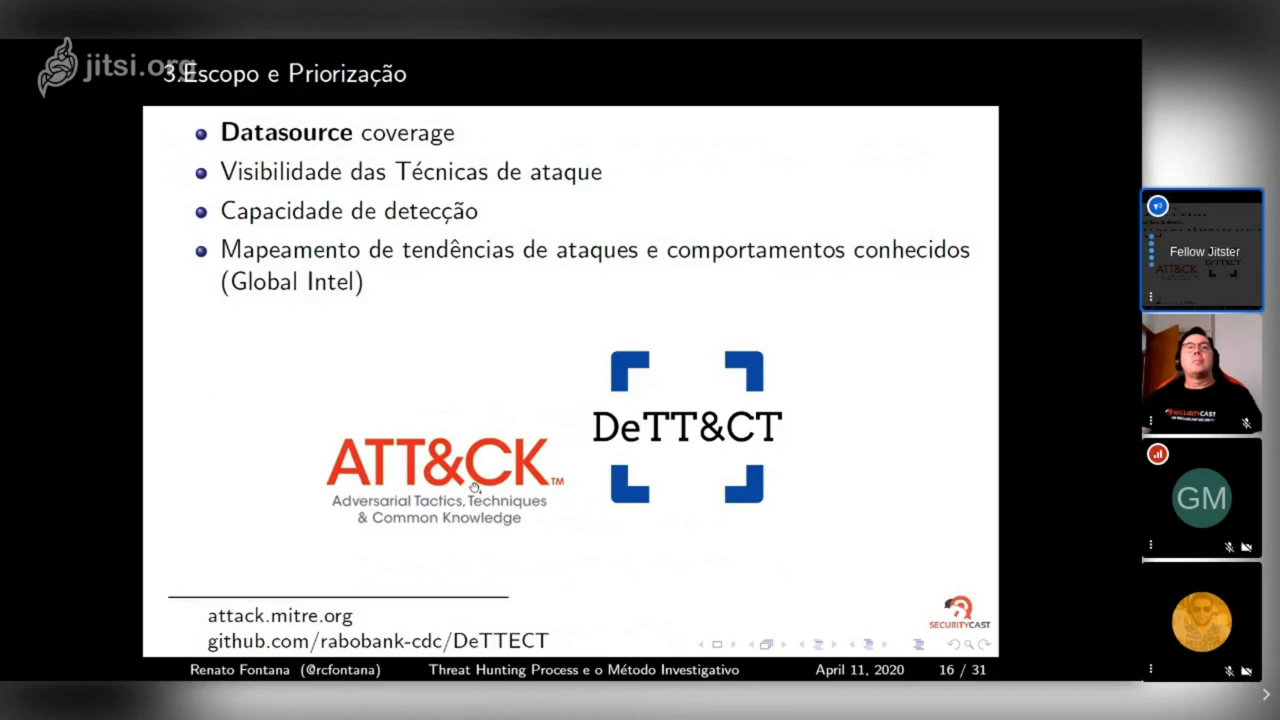 jitsi.org
3.Escopo e Priorização
Datasource coverage
Visibilidade das Técnicas de ataque
Capacidade de detecção
Mapeamento de tendências de ataques e comportamentos conhecidos
(Global Intel)
DeTT&CT
ATT&CK™
Adversarial Tactics, Techniques
& Common Knowledge
attack.mitre.org
github.com/rabobank-cdc/DeTTECT
SECURITYCAST
Renato Fontana (@rcfontana) Threat Hunting Process e o Método Investigativo April 11, 2020 16 / 31
Fellow Jitster
SECURITYCAST
GM